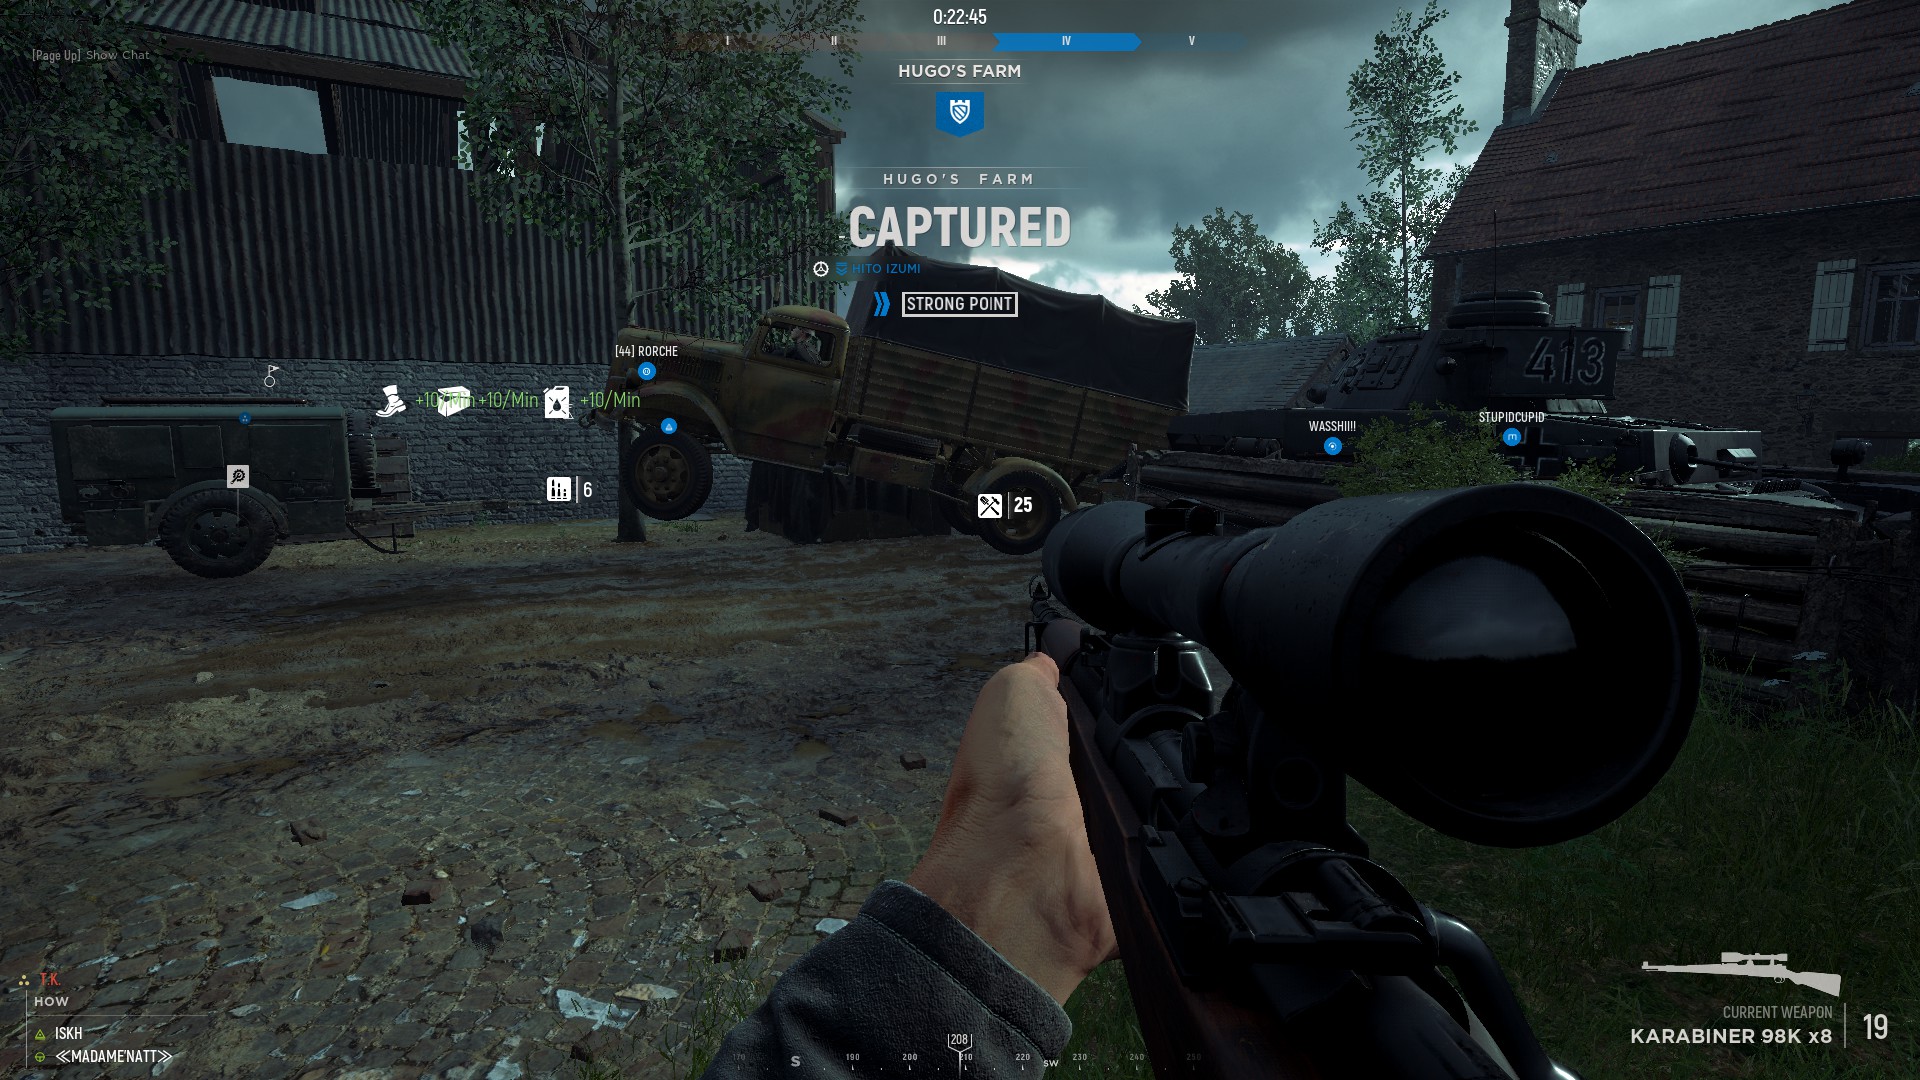 0:22:45
I II III IV V
[Page Up] Show Chat
HUGO'S FARM
HUGO'S FARM
CAPTURED
HITO IZUMI
STRONG POINT
413
[44] RORCHE
+10/Min +10/Min +10/Min
WASSHI!!!
STUPIDCUPID
6
25
T.K.
HOW
ISKH
≪MADAME'NATT≫
208
170 S 190 200 210 220 SW 230 240 250
CURRENT WEAPON
KARABINER 98K x8
19